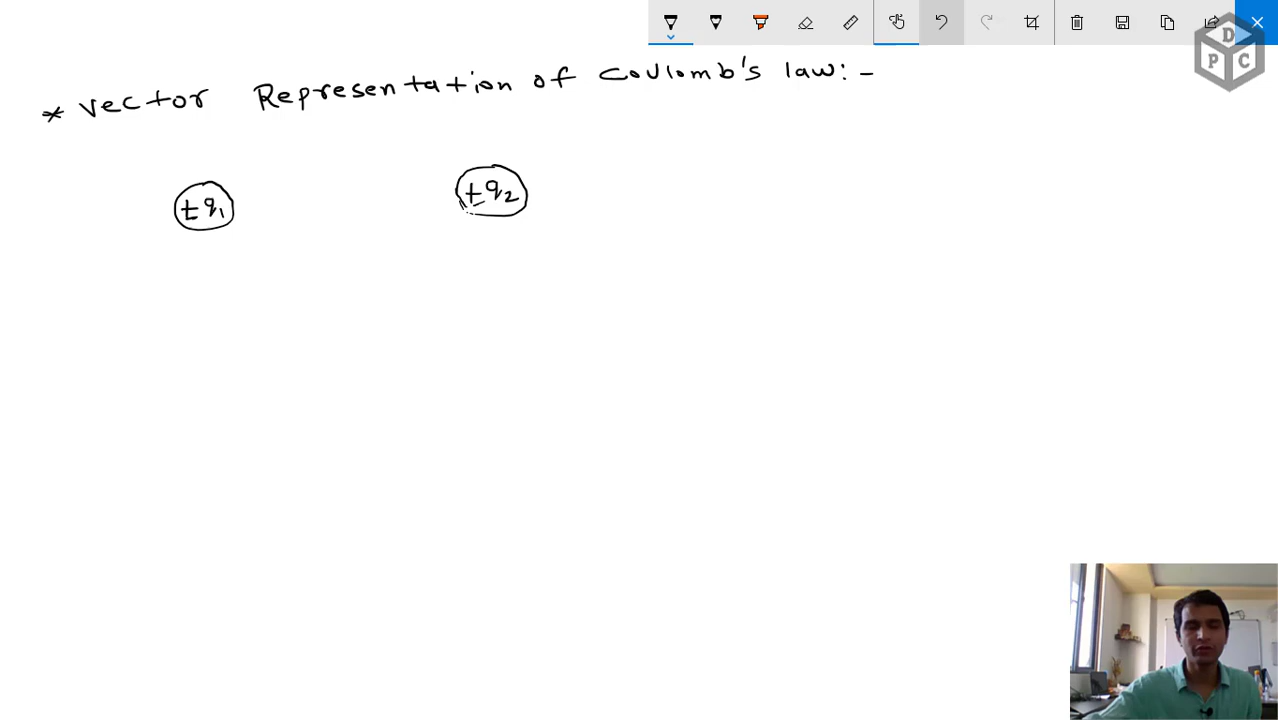 * Vector Representation of Coulomb's law:-
±q₁ ±q₂
D
P C